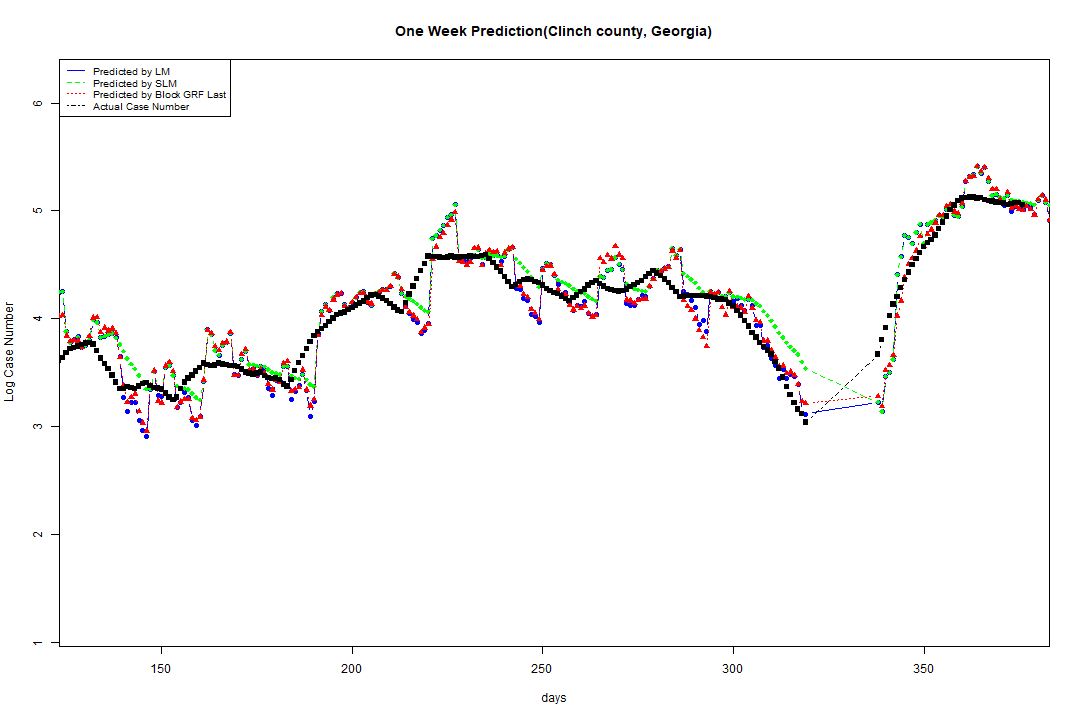 One Week Prediction(Clinch county, Georgia)
Predicted by LM
Predicted by SLM
Predicted by Block GRF Last
Actual Case Number
Log Case Number
6
5
4
3
2
1
150 200 250 300 350
days